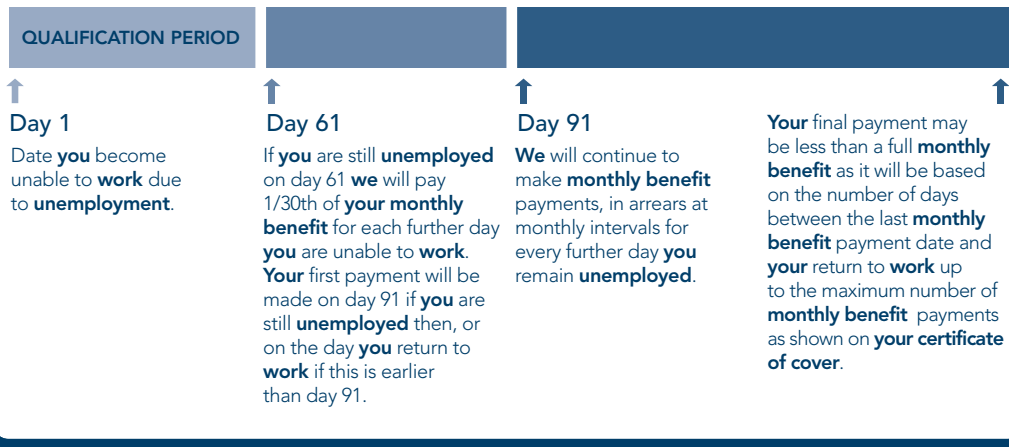 QUALIFICATION PERIOD
Day 1
Date you become
unable to work due
to unemployment.
Day 61
If you are still unemployed
on day 61 we will pay
1/30th of your monthly
benefit for each further day
you are unable to work.
Your first payment will be
made on day 91 if you are
still unemployed then, or
on the day you return to
work if this is earlier
than day 91.
Day 91
We will continue to
make monthly benefit
payments, in arrears at
monthly intervals for
every further day you
remain unemployed.
Your final payment may
be less than a full monthly
benefit as it will be based
on the number of days
between the last monthly
benefit payment date and
your return to work up
to the maximum number of
monthly benefit payments
as shown on your certificate
of cover.